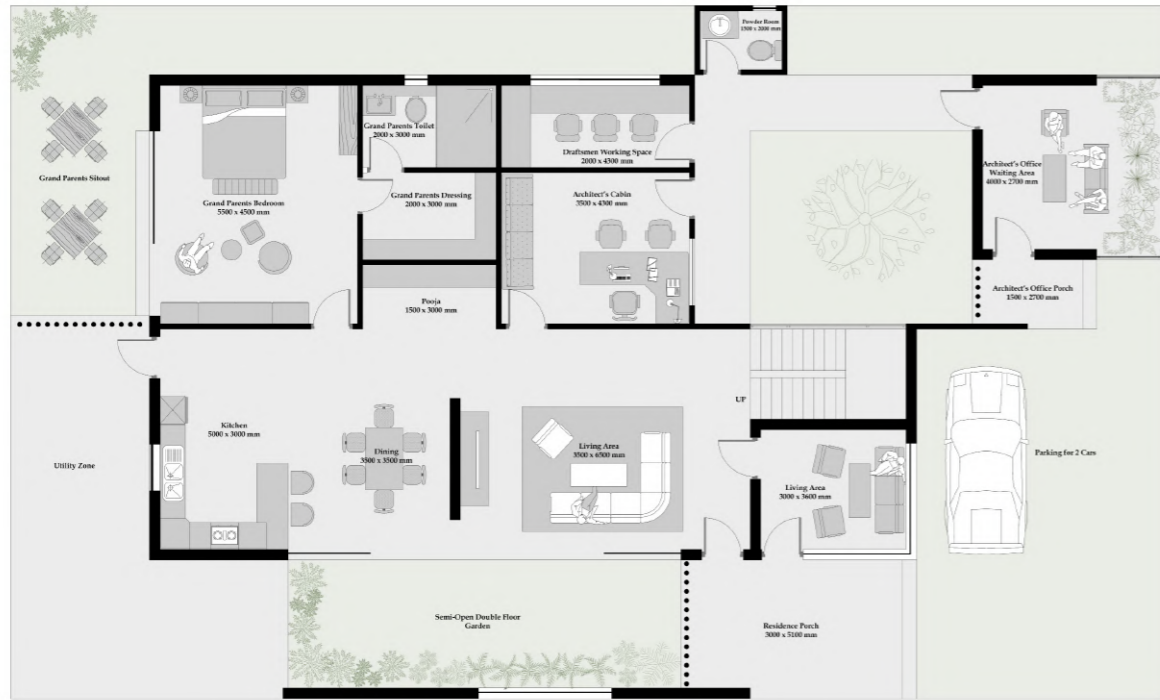 Powder Room
1500 x 2000 mm
Grand Parents Toilet
2000 x 3000 mm
Draftsmen Working Space
2000 x 4300 mm
Architect's Office
Waiting Area
4600 x 2700 mm
Grand Parents Sitout
Grand Parents Bedroom
5500 x 4500 mm
Grand Parents Dressing
2000 x 3000 mm
Architect's Cabin
3500 x 4300 mm
Pooja
1500 x 3000 mm
Architect's Office Porch
1500 x 2700 mm
UP
Kitchen
5000 x 3000 mm
Dining
3500 x 3500 mm
Living Area
3500 x 6500 mm
Parking for 2 Cars
Utility Zone
Living Area
3000 x 3600 mm
Semi-Open Double Floor
Garden
Residence Porch
3000 x 5100 mm